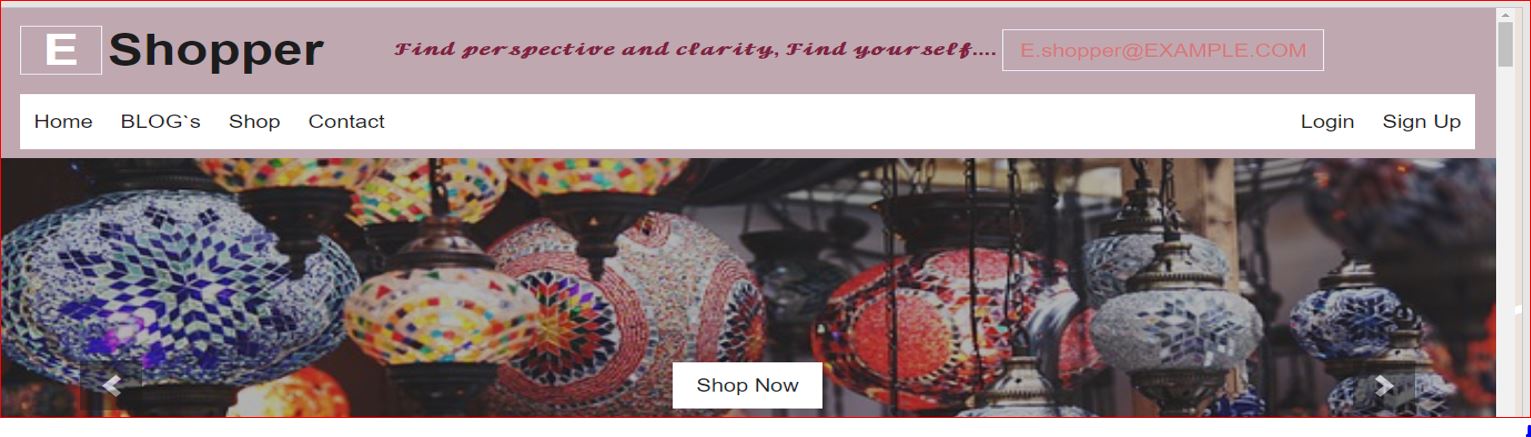 E Shopper Find perspective and clarity, Find yourself.... E.shopper@EXAMPLE.COM
Home BLOG`s Shop Contact Login Sign Up
Shop Now